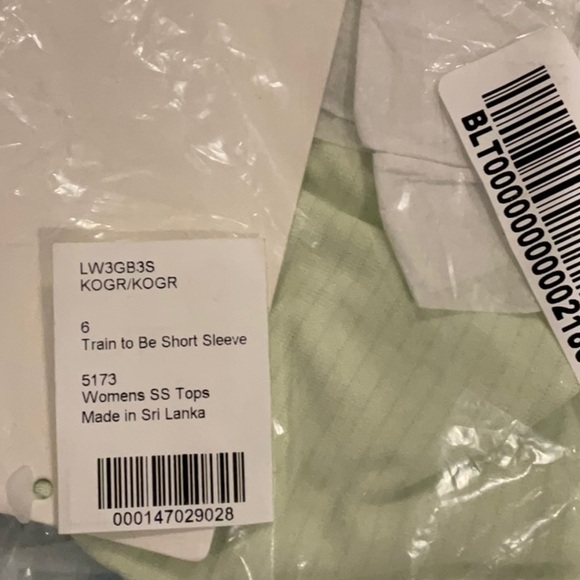 LW3GB3S
KOGR/KOGR
6
Train to Be Short Sleeve
5173
Womens SS Tops
Made in Sri Lanka
000147029028